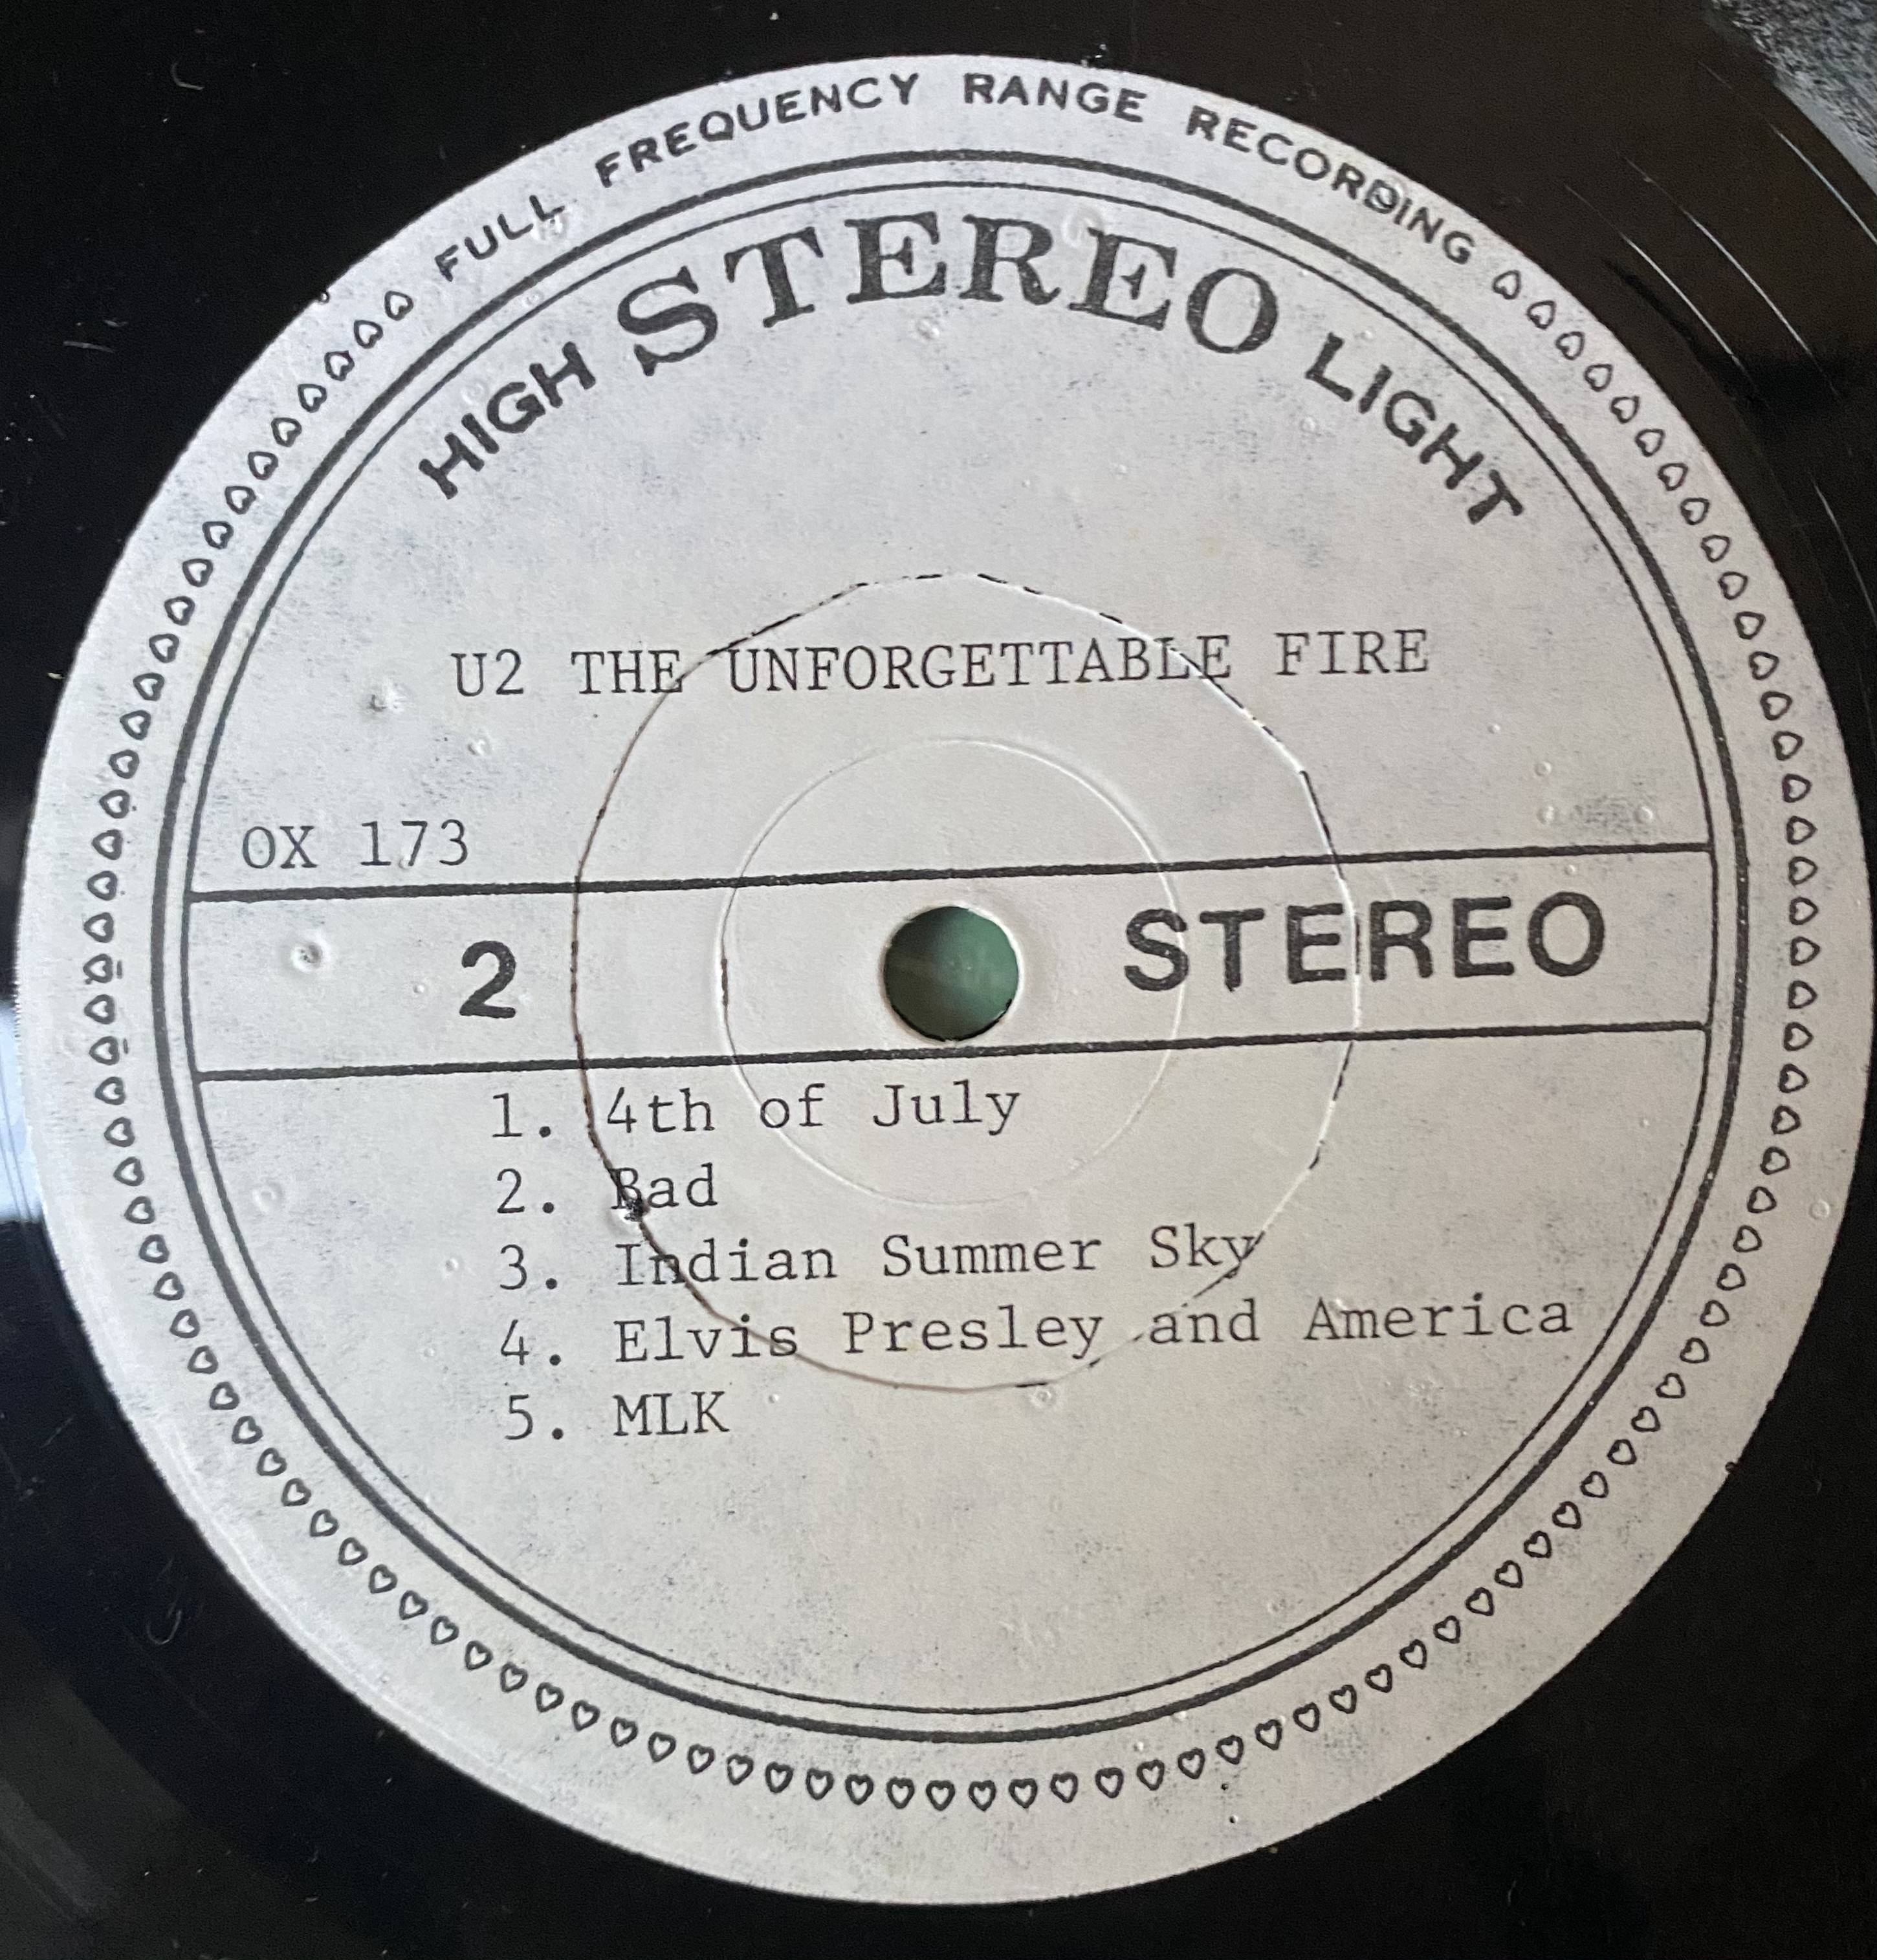 FULL FREQUENCY RANGE RECORDING
HIGH STEREO LIGHT
U2 THE UNFORGETTABLE FIRE
OX 173
2 STEREO
1. 4th of July
2. Bad
3. Indian Summer Sky
4. Elvis Presley and America
5. MLK